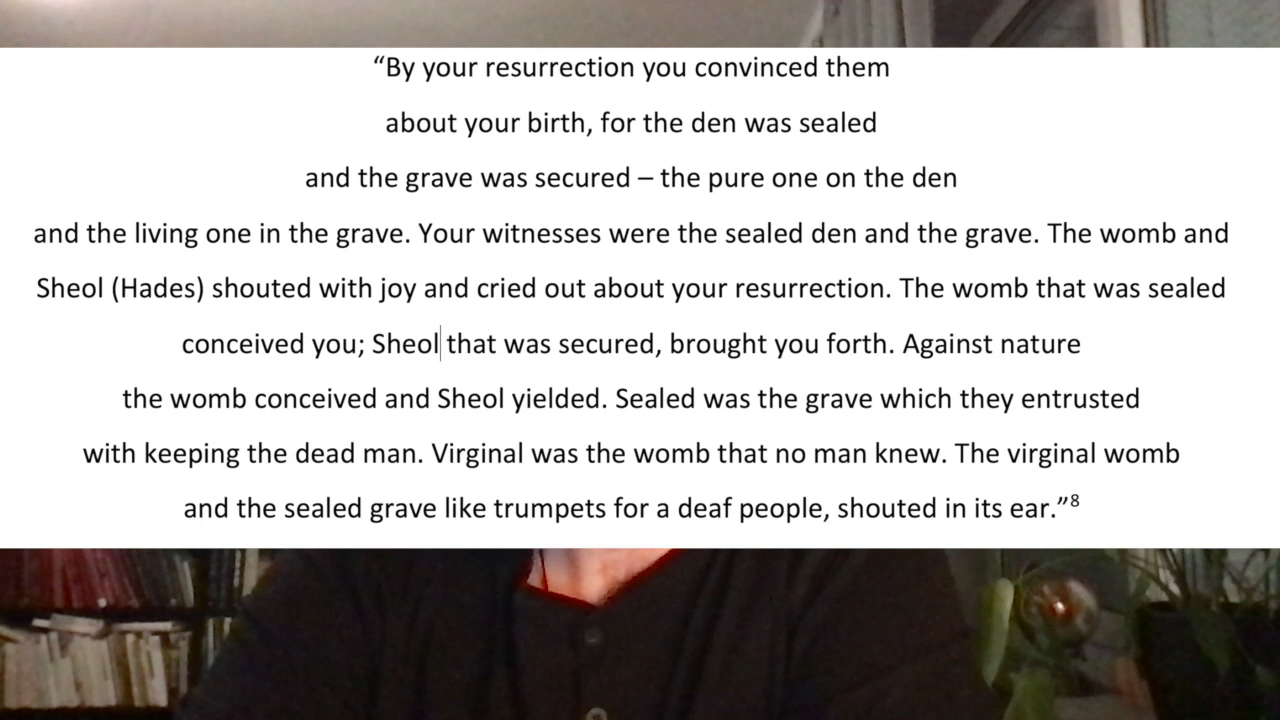 “By your resurrection you convinced them
about your birth, for the den was sealed
and the grave was secured – the pure one on the den
and the living one in the grave. Your witnesses were the sealed den and the grave. The womb and
Sheol (Hades) shouted with joy and cried out about your resurrection. The womb that was sealed
conceived you; Sheol that was secured, brought you forth. Against nature
the womb conceived and Sheol yielded. Sealed was the grave which they entrusted
with keeping the dead man. Virginal was the womb that no man knew. The virginal womb
and the sealed grave like trumpets for a deaf people, shouted in its ear.”⁸